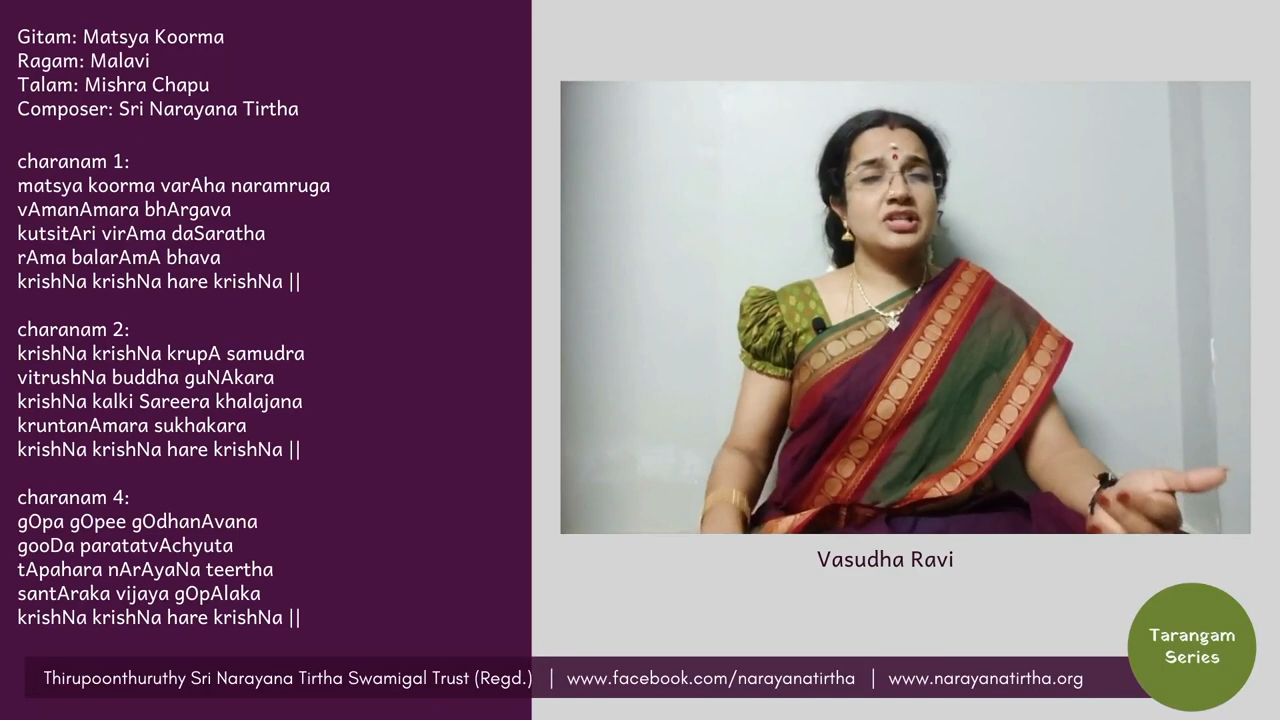 Gitam: Matsya Koorma
Ragam: Malavi
Talam: Mishra Chapu
Composer: Sri Narayana Tirtha
charanam 1:
matsya koorma varAha naramruga
vAmanAmara bhArgava
kutsitAri virAma daSaratha
rAma balarAmA bhava
krishNa krishNa hare krishNa ||
charanam 2:
krishNa krishNa krupA samudra
vitrushNa buddha guNAkara
krishNa kalki Sareera khalajana
kruntanAmara sukhakara
krishNa krishNa hare krishNa ||
charanam 4:
gOpa gOpee gOdhanAvana
gooDa paratatvAchyuta
tApahara nArAyaNa teertha
santAraka vijaya gOpAlaka
krishNa krishNa hare krishNa ||
Vasudha Ravi
Tarangam
Series
Thirupoonthuruthy Sri Narayana Tirtha Swamigal Trust (Regd.) | www.facebook.com/narayanatirtha | www.narayanatirtha.org